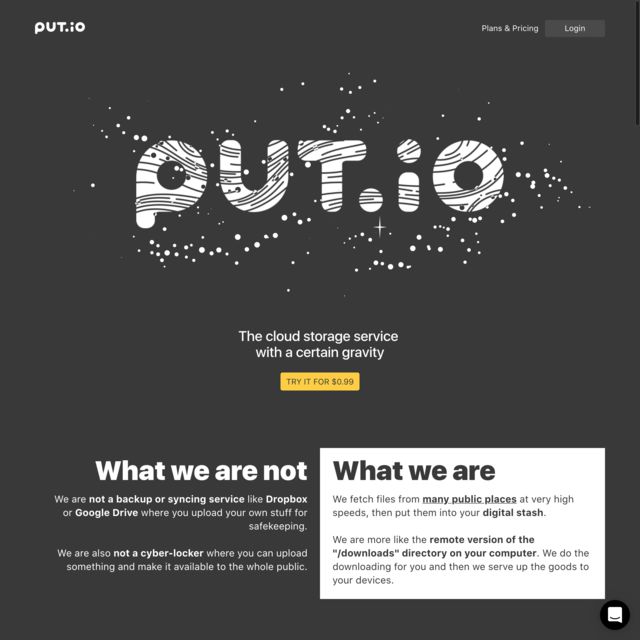 PUT.iO
Plans & Pricing
Login
PUT.iO
The cloud storage service
with a certain gravity
TRY IT FOR $0.99
What we are not
We are not a backup or syncing service like Dropbox
or Google Drive where you upload your own stuff for
safekeeping.
We are also not a cyber-locker where you can upload
something and make it available to the whole public.
What we are
We fetch files from many public places at very high
speeds, then put them into your digital stash.
We are more like the remote version of the
"/downloads" directory on your computer. We do the
downloading for you and then we serve up the goods to
your devices.